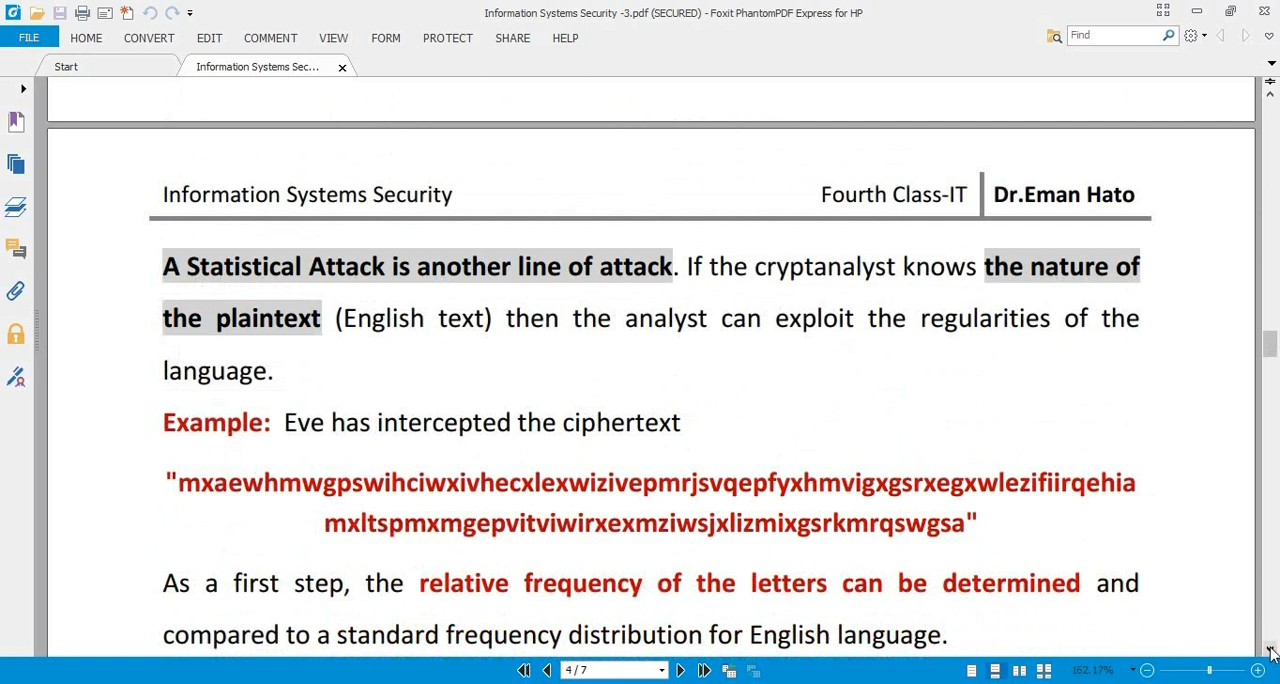 Information Systems Security -3.pdf (SECURED) - Foxit PhantomPDF Express for HP
FILE HOME CONVERT EDIT COMMENT VIEW FORM PROTECT SHARE HELP Find
Start Information Systems Sec...
Information Systems Security Fourth Class-IT Dr.Eman Hato
A Statistical Attack is another line of attack. If the cryptanalyst knows the nature of
the plaintext (English text) then the analyst can exploit the regularities of the
language.
Example: Eve has intercepted the ciphertext
"mxaewhmwgpswihciwxivhecxlexwizivepmrjsvqepfyxhmvigxgsrxegxwlezifiirqehia
mxltspmxmgepvitviwirxexmziwsjxlizmixgsrkmrqswgsa"
As a first step, the relative frequency of the letters can be determined and
compared to a standard frequency distribution for English language.
4 / 7 162.17%